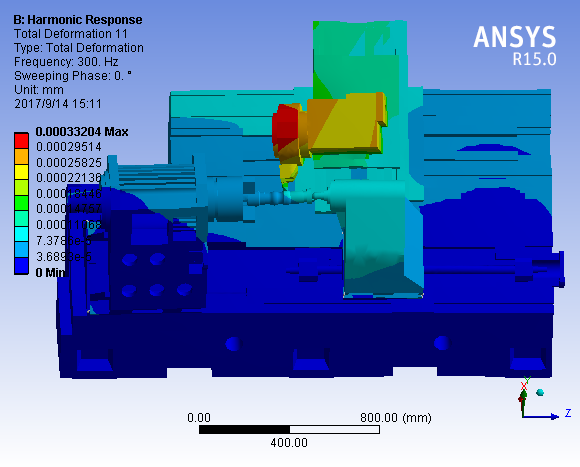 B: Harmonic Response
Total Deformation 11
Type: Total Deformation
Frequency: 300. Hz
Sweeping Phase: 0. °
Unit: mm
2017/9/14 15:11
ANSYS
R15.0
0.00033204 Max
0.00029514
0.00025825
0.00022136
0 Min
0.00
800.00 (mm)
400.00
X
Y
Z